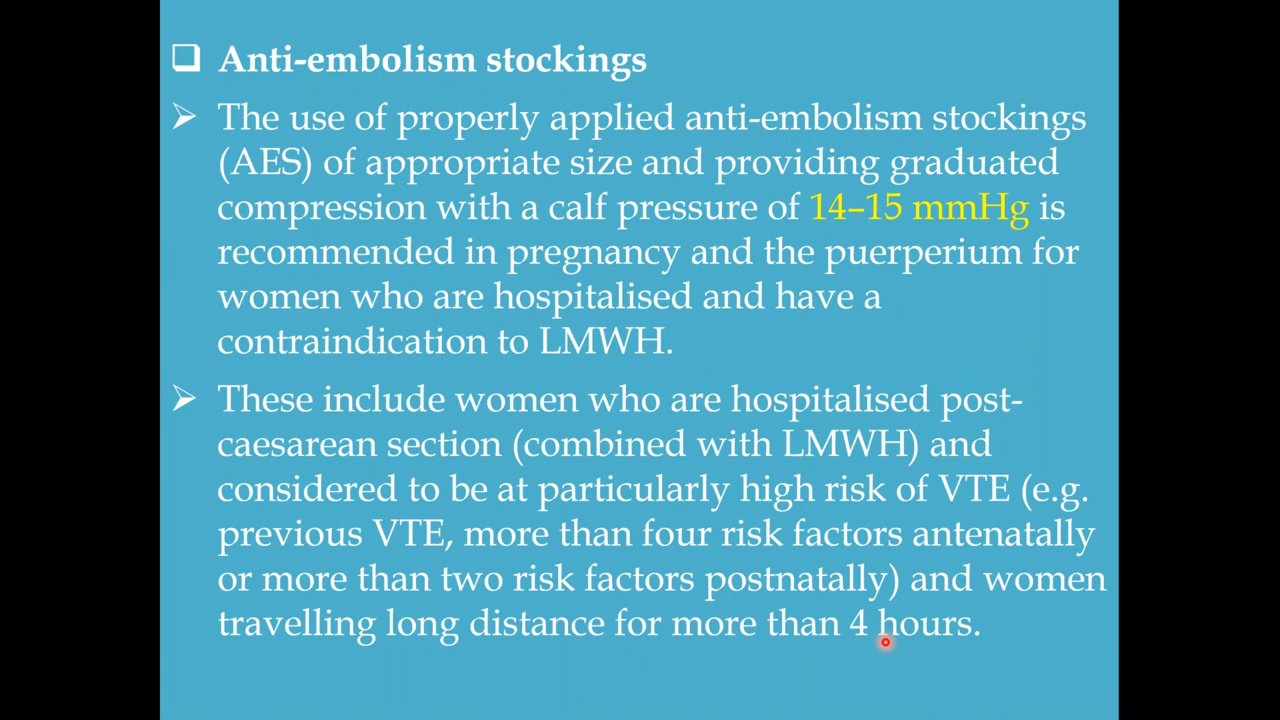 ❑ Anti-embolism stockings
➢ The use of properly applied anti-embolism stockings
(AES) of appropriate size and providing graduated
compression with a calf pressure of 14–15 mmHg is
recommended in pregnancy and the puerperium for
women who are hospitalised and have a
contraindication to LMWH.
➢ These include women who are hospitalised post-
caesarean section (combined with LMWH) and
considered to be at particularly high risk of VTE (e.g.
previous VTE, more than four risk factors antenatally
or more than two risk factors postnatally) and women
travelling long distance for more than 4 hours.